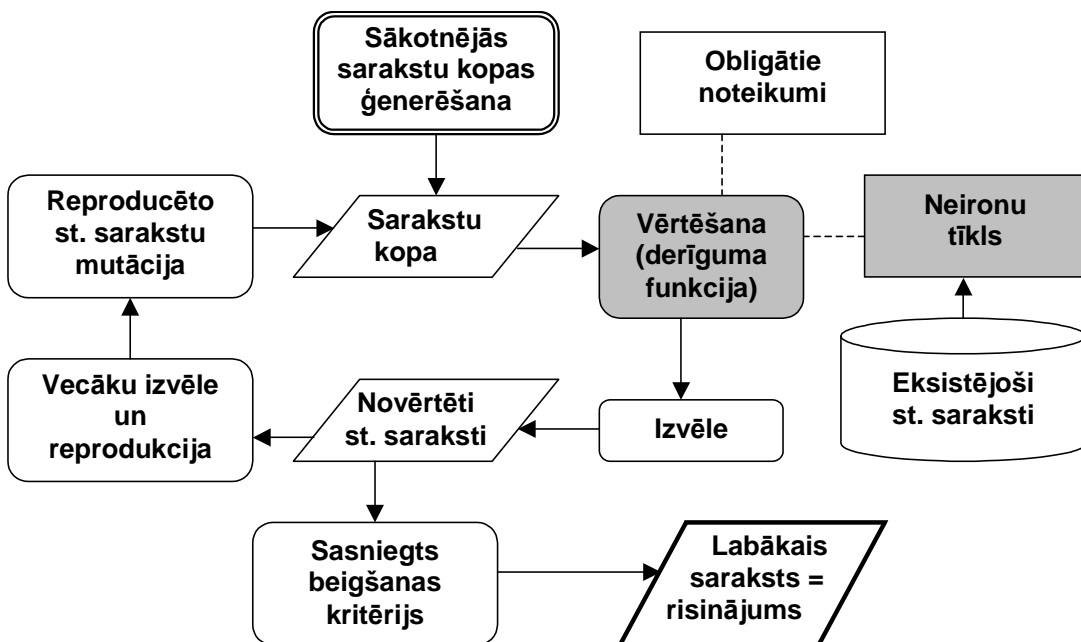 Sākotnējās
sarakstu kopas
ģenerēšana
Obligātie
noteikumi
Reproducēto
st. sarakstu
mutācija
Sarakstu
kopa
Vērtēšana
(derīguma
funkcija)
Neironu
tīkls
Vecāku izvēle
un
reprodukcija
Novērtēti
st. saraksti
Izvēle
Eksistējoši
st. saraksti
Sasniegts
beigšanas
kritērijs
Labākais
saraksts =
risinājums